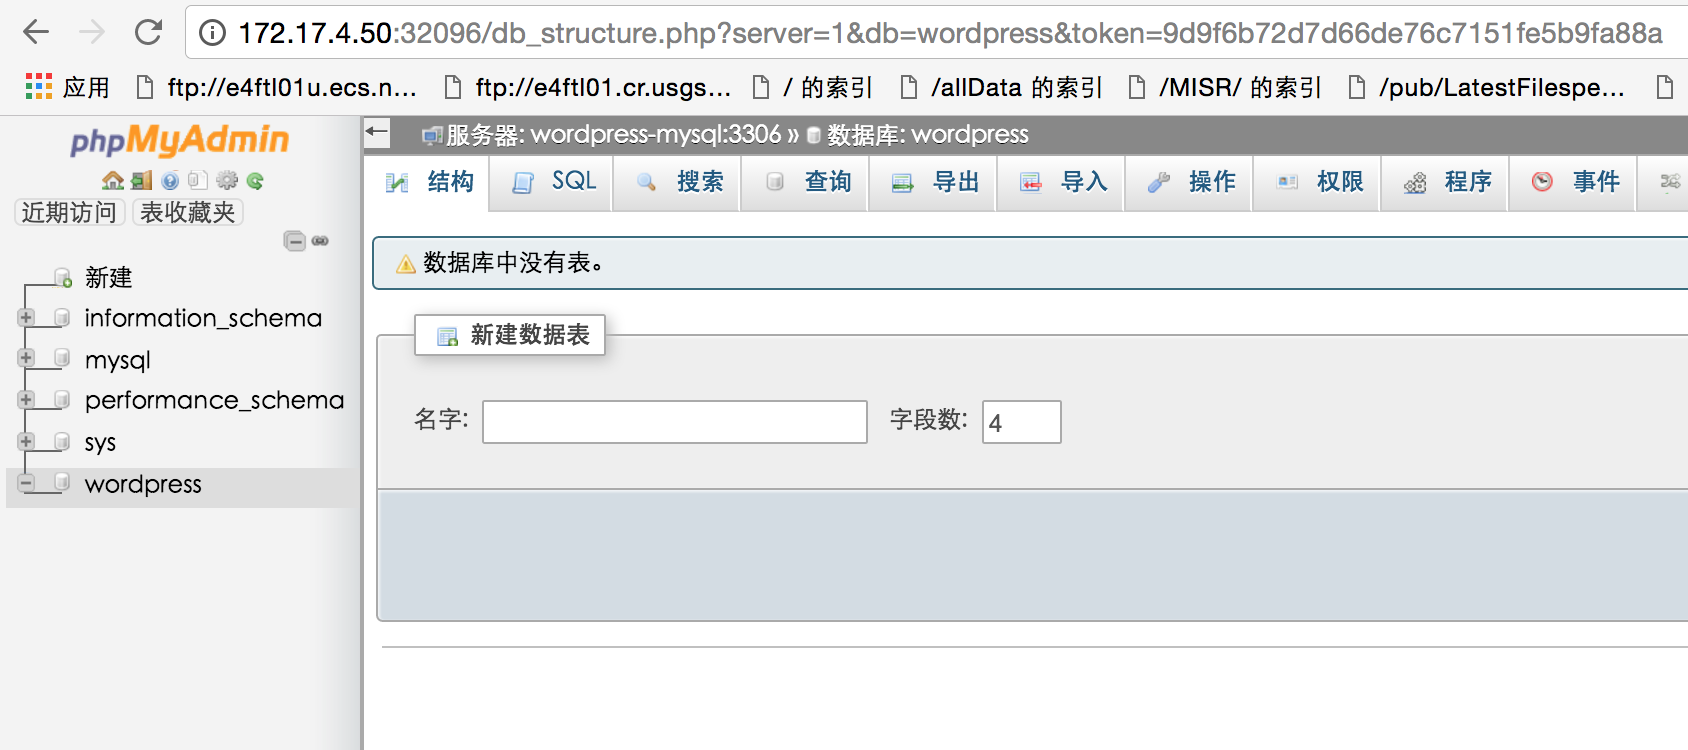 172.17.4.50:32096/db_structure.php?server=1&db=wordpress&token=9d9f6b72d7d66de76c7151fe5b9fa88a
应用 ftp://e4ftl01u.ecs.n... ftp://e4ftl01.cr.usgs... / 的索引 /allData 的索引 /MISR/ 的索引 /pub/LatestFilespe...
phpMyAdmin
近期访问 表收藏夹
新建
information_schema
mysql
performance_schema
sys
wordpress
服务器: wordpress-mysql:3306 » 数据库: wordpress
结构 SQL 搜索 查询 导出 导入 操作 权限 程序 事件
数据库中没有表。
新建数据表
名字: 字段数: 4